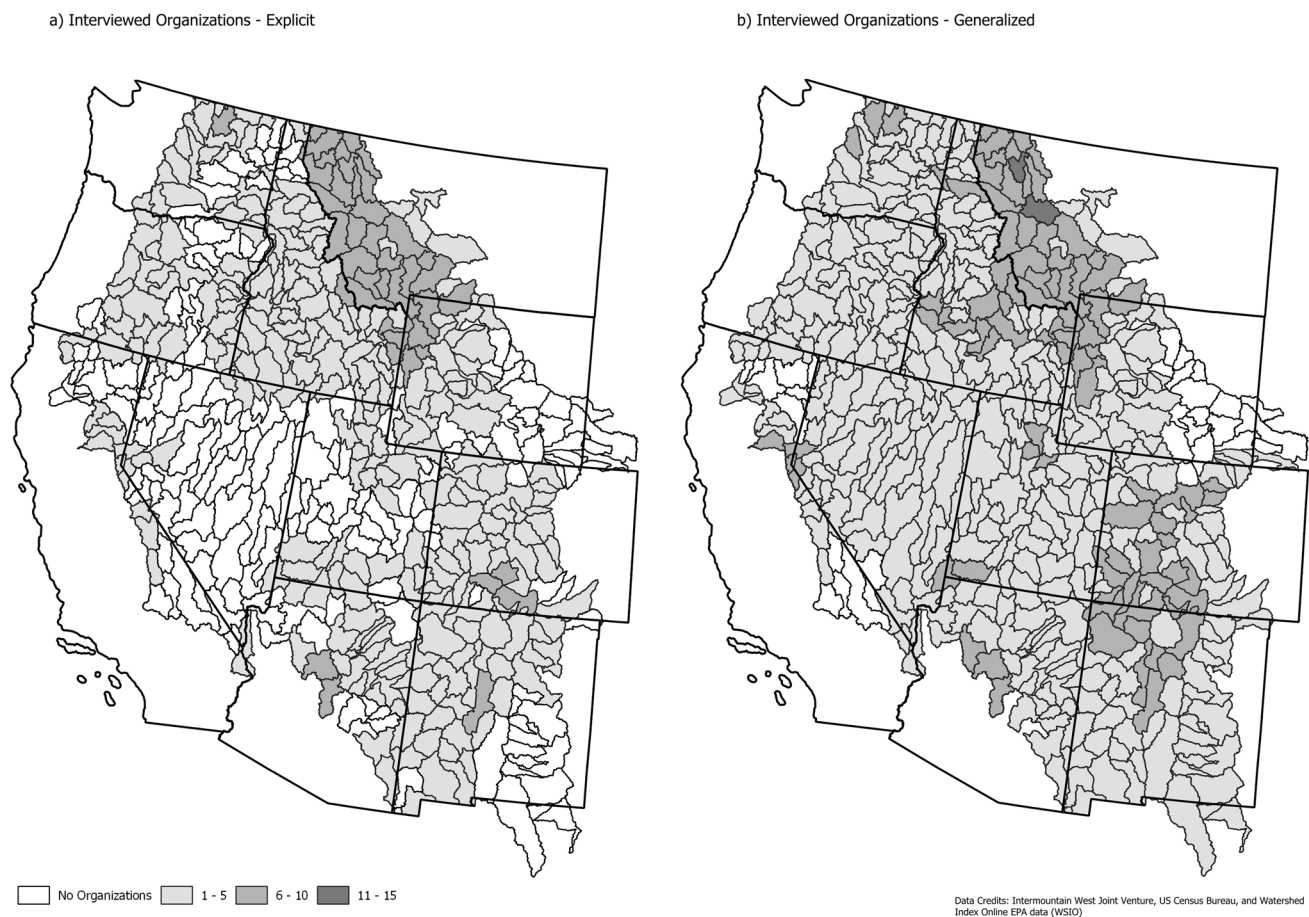 a) Interviewed Organizations - Explicit
b) Interviewed Organizations - Generalized
No Organizations
1 - 5
6 - 10
11 - 15
Data Credits: Intermountain West Joint Venture, US Census Bureau, and Watershed
Index Online EPA data (WSIO)